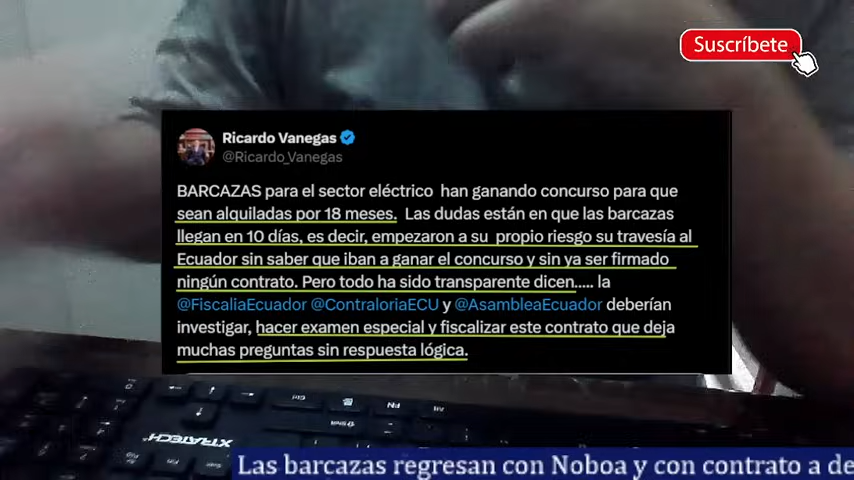 Suscríbete
Ricardo Vanegas
@Ricardo_Vanegas
BARCAZAS para el sector eléctrico han ganando concurso para que
sean alquiladas por 18 meses. Las dudas están en que las barcazas
llegan en 10 días, es decir, empezaron a su propio riesgo su travesía al
Ecuador sin saber que iban a ganar el concurso y sin ya ser firmado
ningún contrato. Pero todo ha sido transparente dicen..... la
@FiscaliaEcuador @ContraloriaECU y @AsambleaEcuador deberían
investigar, hacer examen especial y fiscalizar este contrato que deja
muchas preguntas sin respuesta lógica.
XTRATECH
Las barcazas regresan con Noboa y con contrato a de